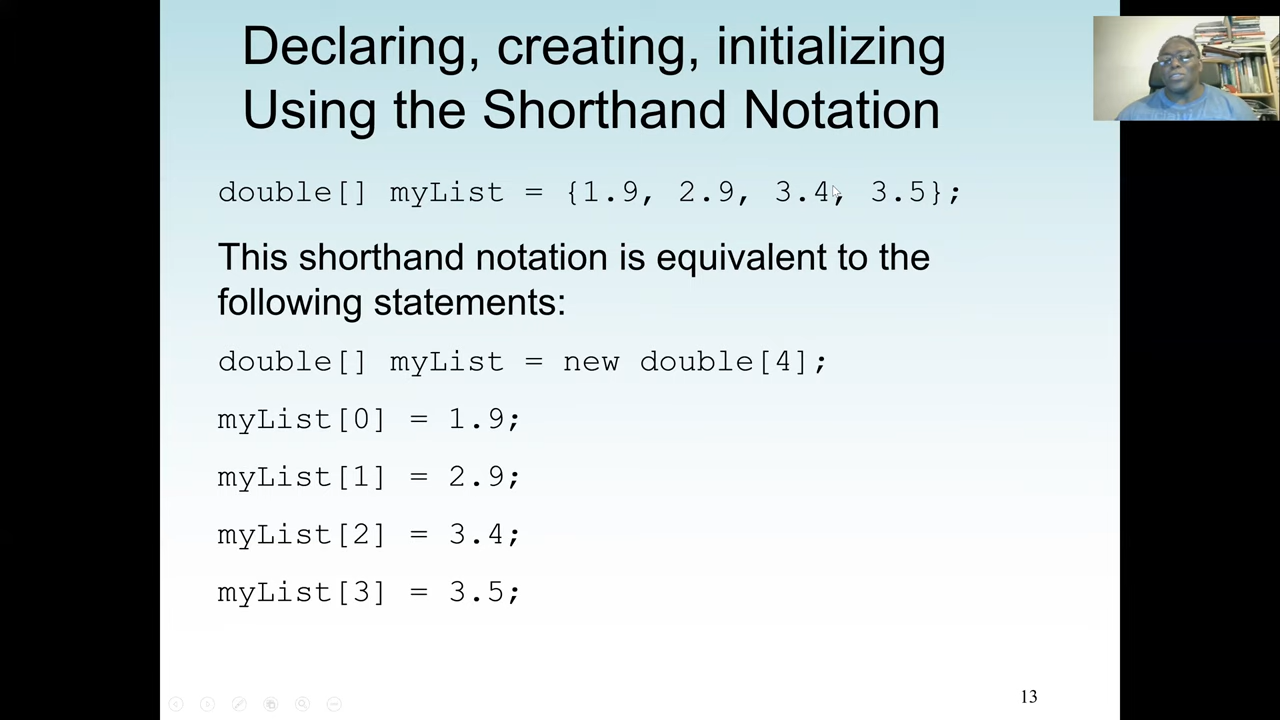 Declaring, creating, initializing
Using the Shorthand Notation
double[] myList = {1.9, 2.9, 3.4, 3.5};
This shorthand notation is equivalent to the
following statements:
double[] myList = new double[4];
myList[0] = 1.9;
myList[1] = 2.9;
myList[2] = 3.4;
myList[3] = 3.5;
13